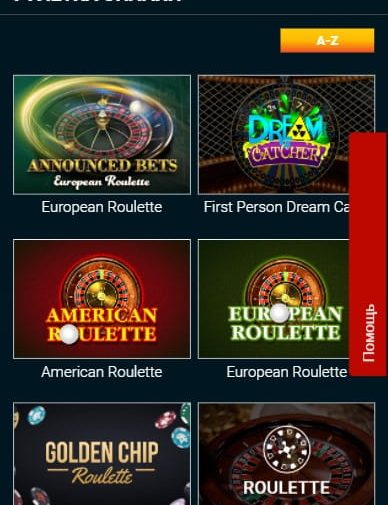 A-Z
ANNOUNCED BETS
European Roulette
DREAM
CATCHER
European Roulette
First Person Dream Ca
AMERICAN
ROULETTE
EUROPEAN
ROULETTE
Помощь
American Roulette
European Roulette
GOLDEN CHIP
Roulette
ROULETTE